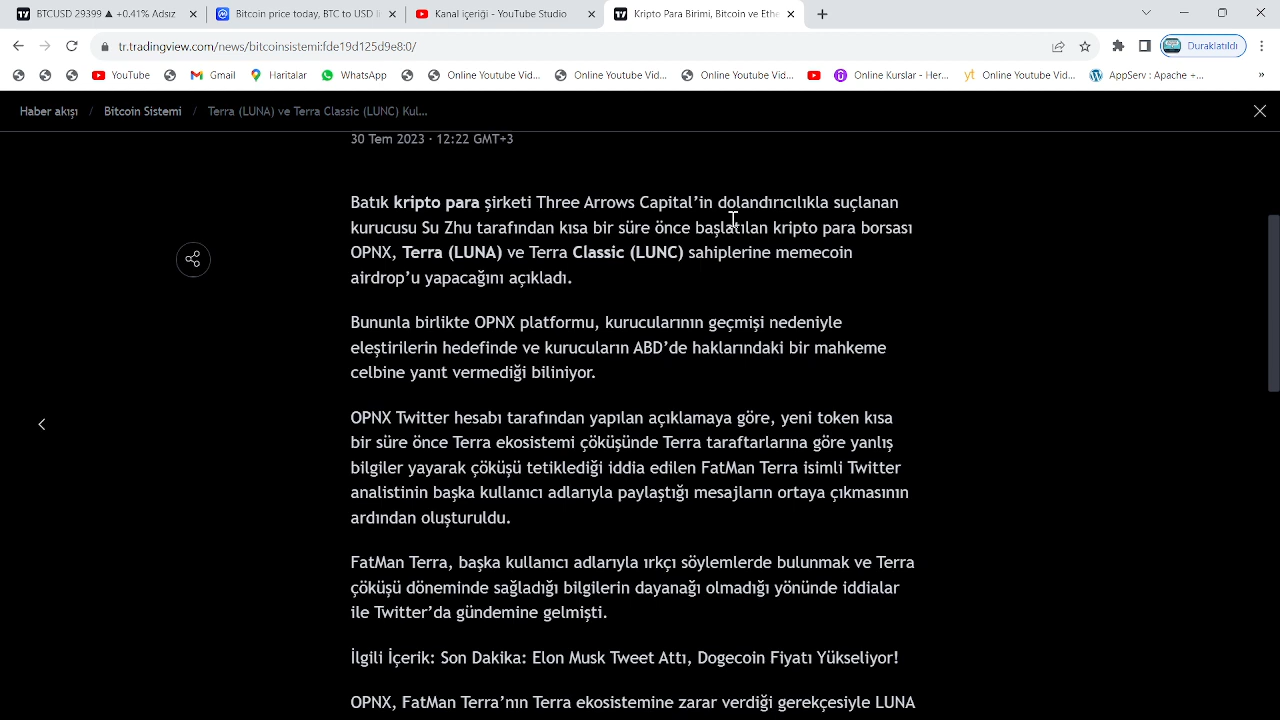 BTCUSD 29399 ▲ +0.41% Adsız
Bitcoin price today, BTC to USD li
Kanal içeriği - YouTube Studio
Kripto Para Birimi, Bitcoin ve Ethe
tr.tradingview.com/news/bitcoinsistemi:fde19d125d9e8:0/
Duraklatıldı
YouTube
Gmail
Haritalar
WhatsApp
Online Youtube Vid...
Online Youtube Vid...
Online Youtube Vid...
Online Kurslar - Her...
yt Online Youtube Vid...
AppServ : Apache +...
»
Haber akışı / Bitcoin Sistemi / Terra (LUNA) ve Terra Classic (LUNC) Kul...
30 Tem 2023 · 12:22 GMT+3
Batık kripto para şirketi Three Arrows Capital’in dolandırıcılıkla suçlanan
kurucusu Su Zhu tarafından kısa bir süre önce başlatılan kripto para borsası
OPNX, Terra (LUNA) ve Terra Classic (LUNC) sahiplerine memecoin
airdrop’u yapacağını açıkladı.
Bununla birlikte OPNX platformu, kurucularının geçmişi nedeniyle
eleştirilerin hedefinde ve kurucuların ABD’de haklarındaki bir mahkeme
celbine yanıt vermediği biliniyor.
OPNX Twitter hesabı tarafından yapılan açıklamaya göre, yeni token kısa
bir süre önce Terra ekosistemi çöküşünde Terra taraftarlarına göre yanlış
bilgiler yayarak çöküşü tetiklediği iddia edilen FatMan Terra isimli Twitter
analistinin başka kullanıcı adlarıyla paylaştığı mesajların ortaya çıkmasının
ardından oluşturuldu.
FatMan Terra, başka kullanıcı adlarıyla ırkçı söylemlerde bulunmak ve Terra
çöküşü döneminde sağladığı bilgilerin dayanağı olmadığı yönünde iddialar
ile Twitter’da gündemine gelmişti.
İlgili İçerik: Son Dakika: Elon Musk Tweet Attı, Dogecoin Fiyatı Yükseliyor!
OPNX, FatMan Terra’nın Terra ekosistemine zarar verdiği gerekçesiyle LUNA